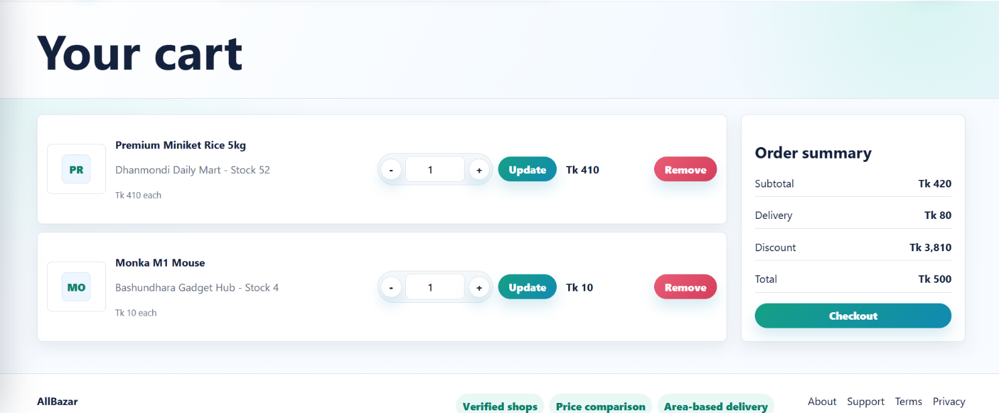 Your cart
PR
Premium Miniket Rice 5kg
Dhanmondi Daily Mart - Stock 52
Tk 410 each
- 1 + Update Tk 410 Remove
MO
Monka M1 Mouse
Bashundhara Gadget Hub - Stock 4
Tk 10 each
- 1 + Update Tk 10 Remove
Order summary
Subtotal Tk 420
Delivery Tk 80
Discount Tk 3,810
Total Tk 500
Checkout
AllBazar
Verified shops Price comparison Area-based delivery
About Support Terms Privacy